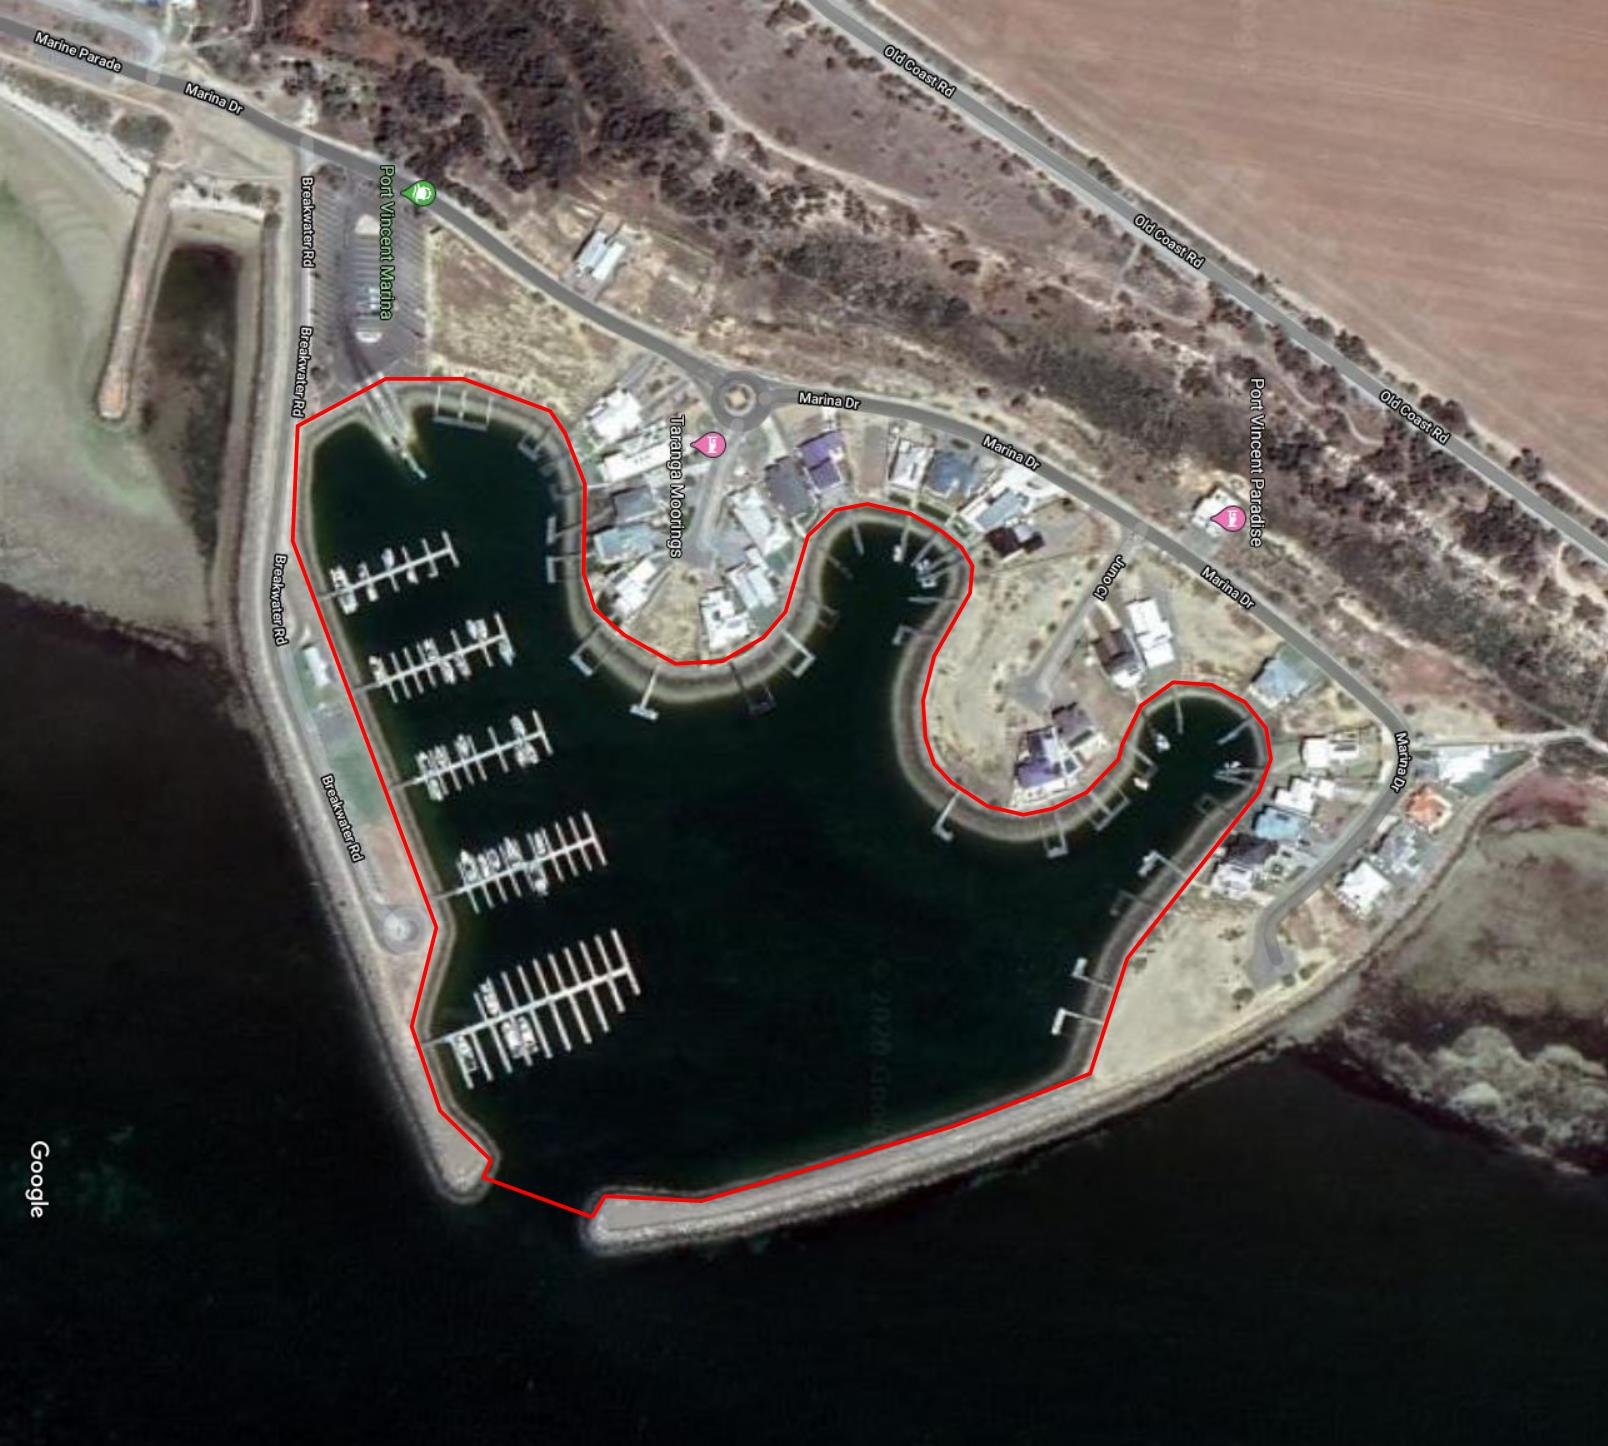 Marine Parade
Marina Dr
Old Coast Rd
Breakwater Rd
Port Vincent Marina
Old Coast Rd
Breakwater Rd
Marina Dr
Old Coast Rd
Taranga Moorings
Marina Dr
Port Vincent Paradise
Juno Cl
Marina Dr
Breakwater Rd
Marina Dr
Breakwater Rd
© 2020 Goo
Google